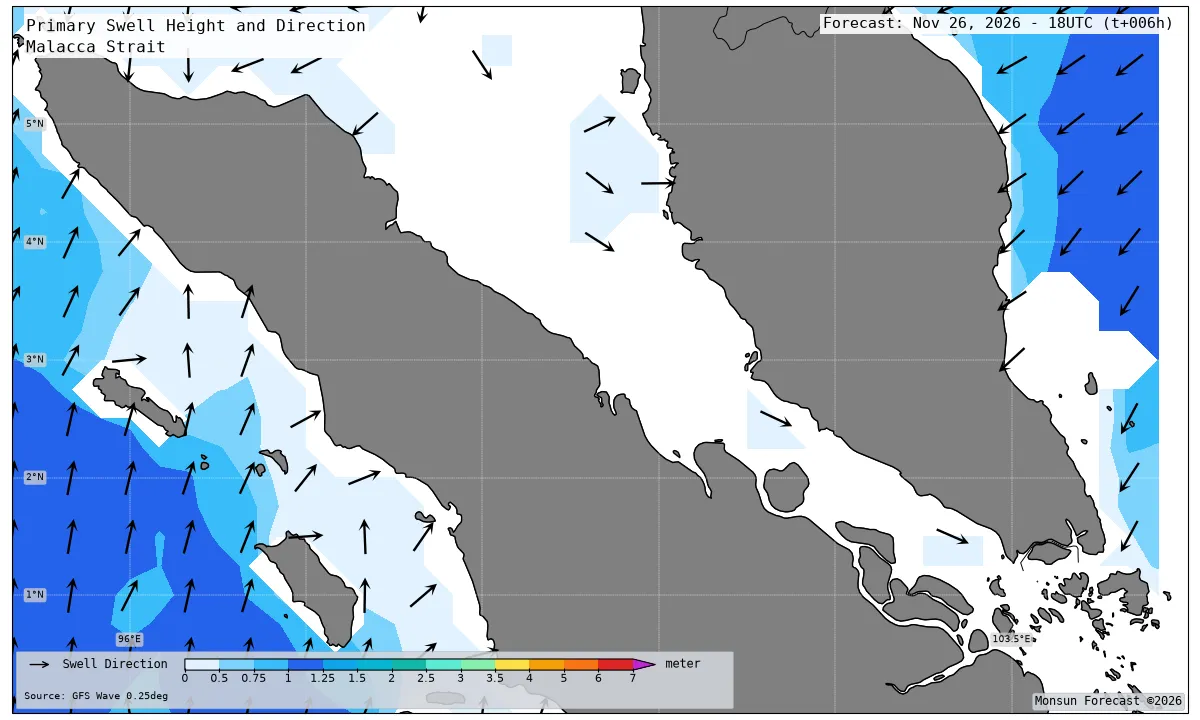 Primary Swell Height and Direction
Malacca Strait
Forecast: Nov 26, 2026 - 18UTC (t+006h)
5°N
4°N
3°N
2°N
1°N
96°E
103.5°E
Swell Direction
meter
0 0.5 0.75 1 1.25 1.5 2 2.5 3 3.5 4 5 6 7
Source: GFS Wave 0.25deg
Monsun Forecast ©2026